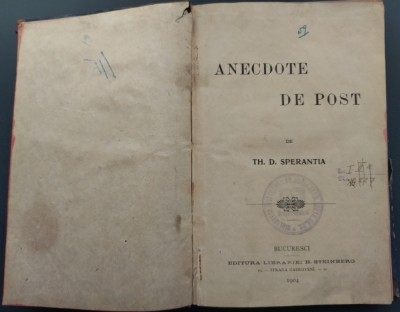 ANECDOTE
DE POST
DE
TH. D. SPERANTIA
BUCURESCI
EDITURA LIBRARIEI H. STEINBERG